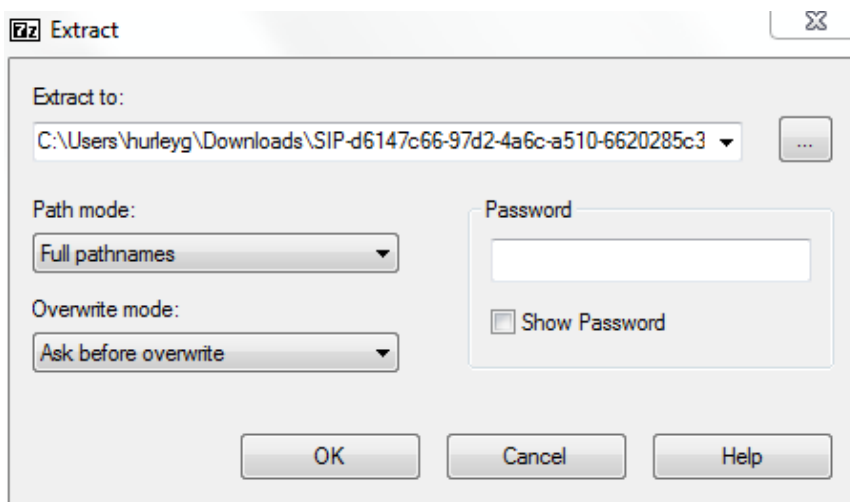 7z Extract
Extract to:
C:\Users\hurleyg\Downloads\SIP-d6147c66-97d2-4a6c-a510-6620285c3
...
Path mode:
Full pathnames
Password
Overwrite mode:
Ask before overwrite
Show Password
OK Cancel Help